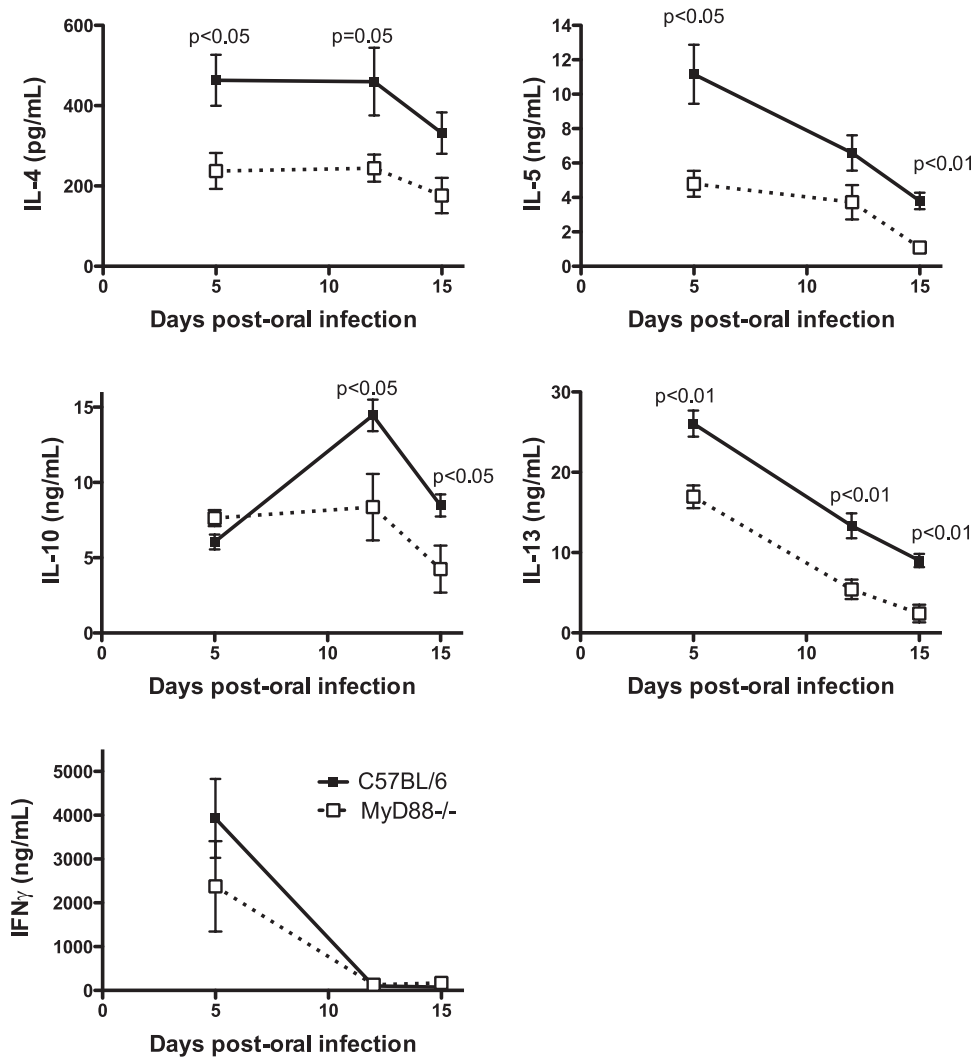 IL-4 (pg/mL)
600
400
200
0
p<0.05
p=0.05
0
5
10
15
Days post-oral infection
IL-5 (ng/mL)
14
12
10
8
6
4
2
0
p<0.05
p<0.01
0
5
10
15
Days post-oral infection
IL-10 (ng/mL)
15
10
5
0
p<0.05
p<0.05
0
5
10
15
Days post-oral infection
IL-13 (ng/mL)
30
20
10
0
p<0.01
p<0.01
p<0.01
0
5
10
15
Days post-oral infection
IFNγ (ng/mL)
5000
4000
3000
2000
1000
0
C57BL/6
MyD88-/-
0
5
10
15
Days post-oral infection